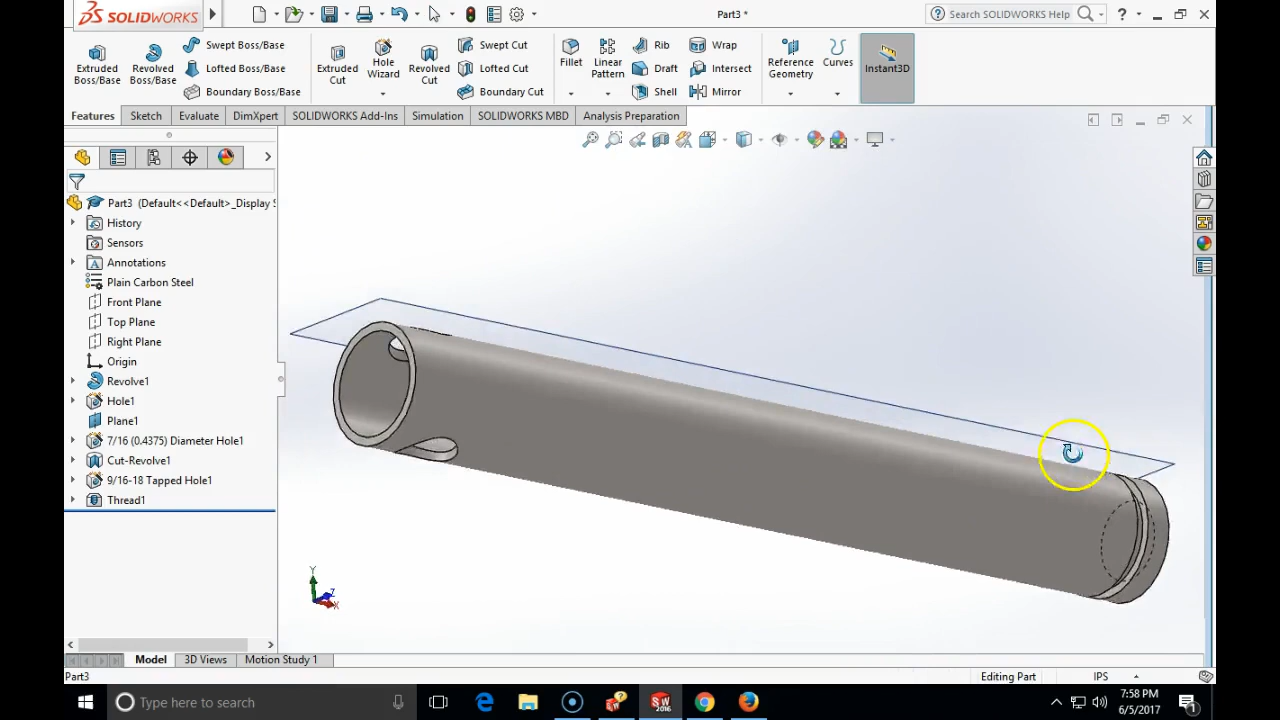 SOLIDWORKS
Part3 *
Search SOLIDWORKS Help
Extruded Boss/Base
Revolved Boss/Base
Swept Boss/Base
Lofted Boss/Base
Boundary Boss/Base
Extruded Cut
Hole Wizard
Revolved Cut
Swept Cut
Lofted Cut
Boundary Cut
Fillet
Linear Pattern
Rib
Draft
Shell
Wrap
Intersect
Mirror
Reference Geometry
Curves
Instant3D
Features
Sketch
Evaluate
DimXpert
SOLIDWORKS Add-Ins
Simulation
SOLIDWORKS MBD
Analysis Preparation
Part3 (Default<<Default>_Display S
History
Sensors
Annotations
Plain Carbon Steel
Front Plane
Top Plane
Right Plane
Origin
Revolve1
Hole1
Plane1
7/16 (0.4375) Diameter Hole1
Cut-Revolve1
9/16-18 Tapped Hole1
Thread1
Y
Z
X
Model
3D Views
Motion Study 1
Part3
Editing Part
IPS
Type here to search
SW 2016
7:58 PM
6/5/2017
1